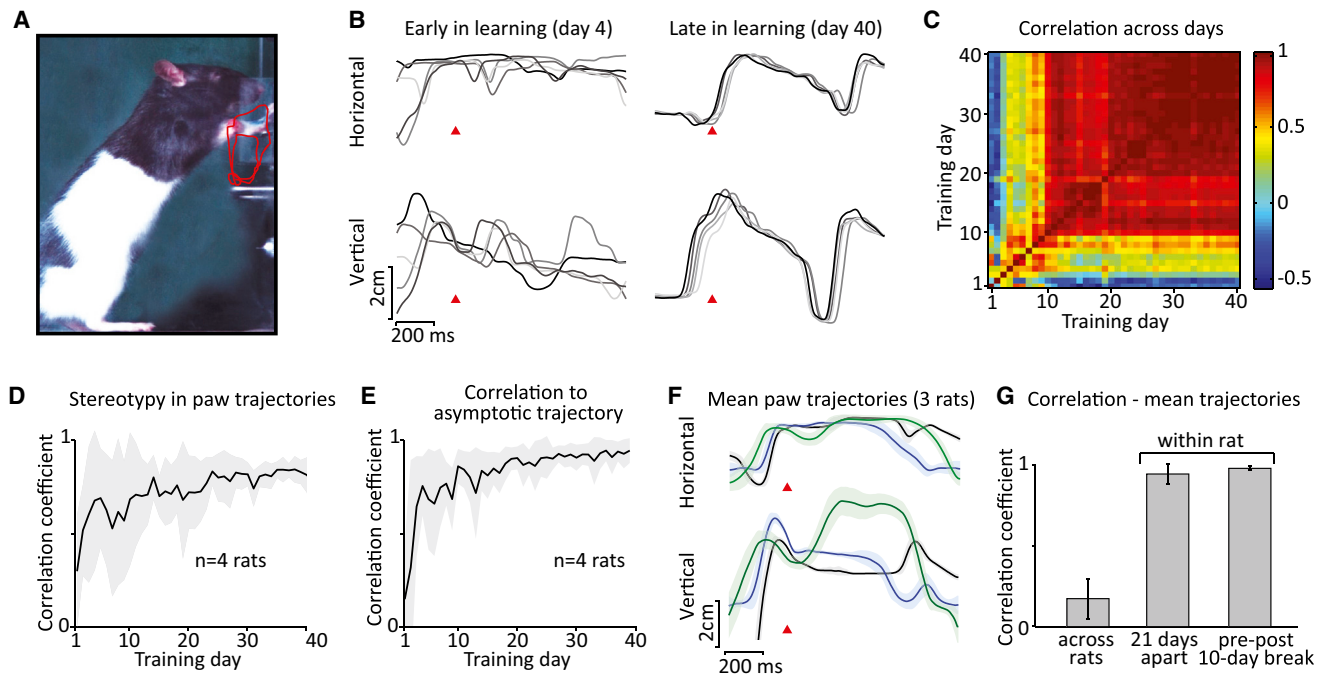 A
B
Early in learning (day 4)
Late in learning (day 40)
Horizontal
Vertical
2cm
200 ms
C
Correlation across days
Training day
40
30
20
10
1
1
10
20
30
40
Training day
1
0.5
0
-0.5
D
Stereotypy in paw trajectories
Correlation coefficient
1
0
n=4 rats
1
10
20
30
40
Training day
E
Correlation to
asymptotic trajectory
Correlation coefficient
1
0
n=4 rats
1
10
20
30
40
Training day
F
Mean paw trajectories (3 rats)
Horizontal
Vertical
2cm
200 ms
G
Correlation - mean trajectories
within rat
Correlation coefficient
1
0
across
rats
21 days
apart
pre-post
10-day break